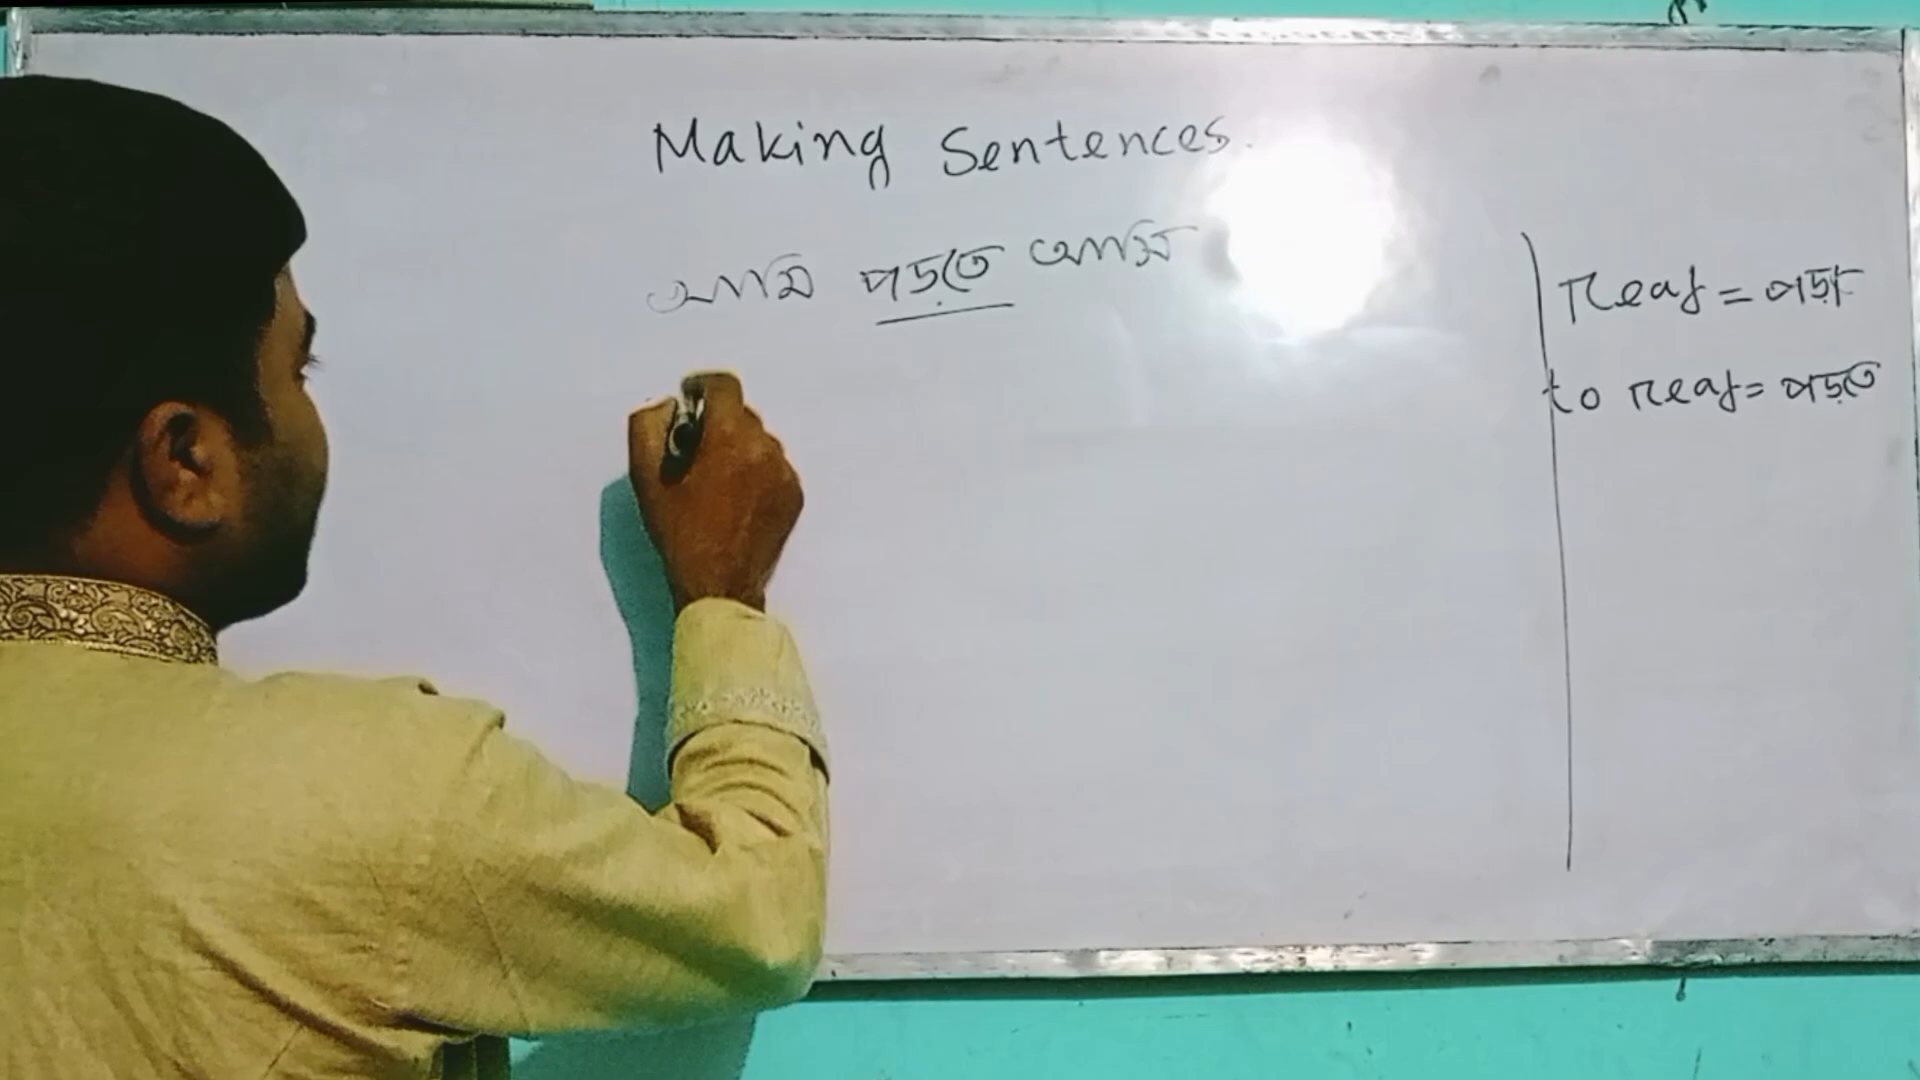 Making Sentences.
আমি পড়তে আসি
Read = পড়া
to read = পড়তে